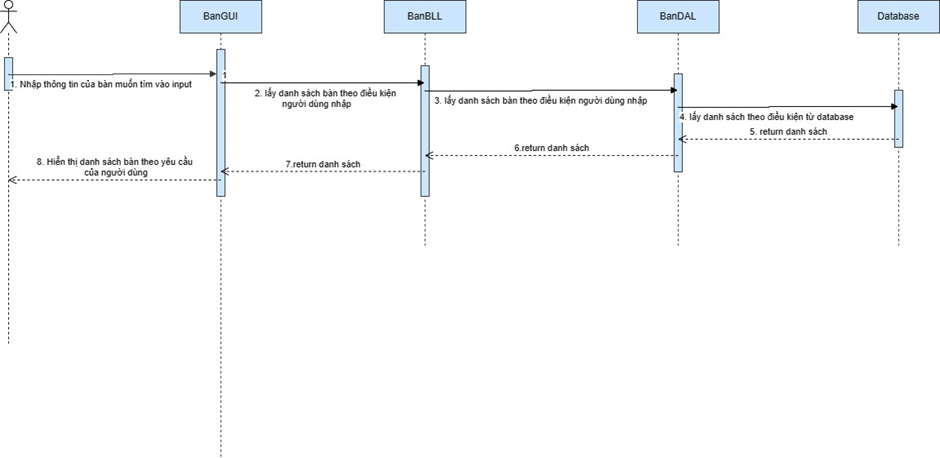 BanGUI
BanBLL
BanDAL
Database
1
1. Nhập thông tin của bàn muốn tìm vào input
2. lấy danh sách bàn theo điều kiện
người dùng nhập
3. lấy danh sách bàn theo điều kiện người dùng nhập
4. lấy danh sách theo điều kiện từ database
5. return danh sách
6.return danh sách
7.return danh sách
8. Hiển thị danh sách bàn theo yêu cầu
của người dùng